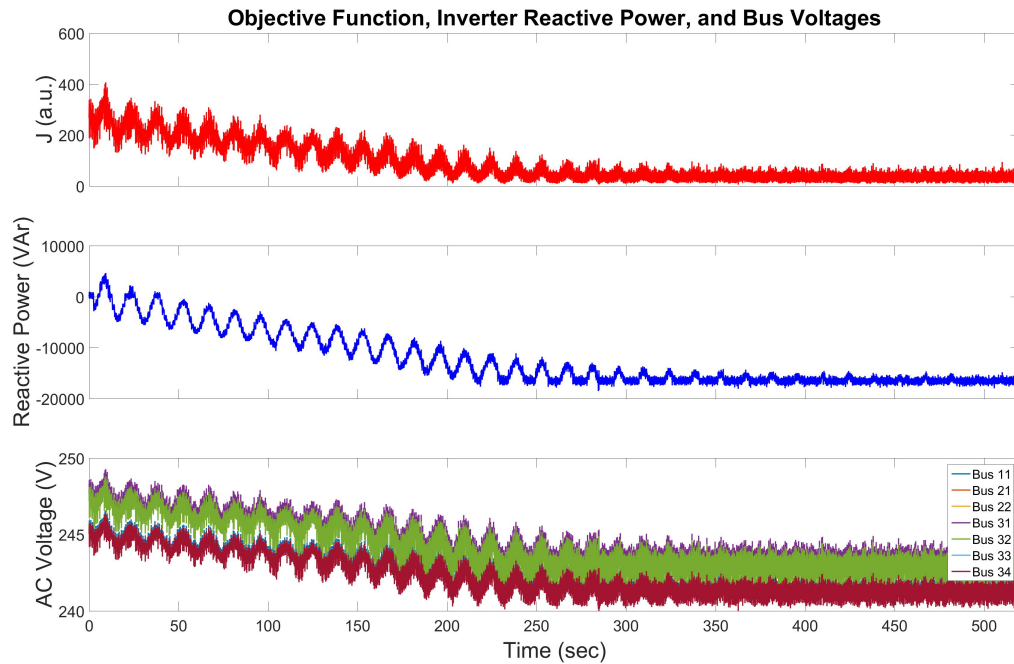 Objective Function, Inverter Reactive Power, and Bus Voltages
J (a.u.)
600
400
200
0
Reactive Power (VAr)
10000
0
-10000
-20000
AC Voltage (V)
250
245
240
0 50 100 150 200 250 300 350 400 450 500
Time (sec)
Bus 11
Bus 21
Bus 22
Bus 31
Bus 32
Bus 33
Bus 34